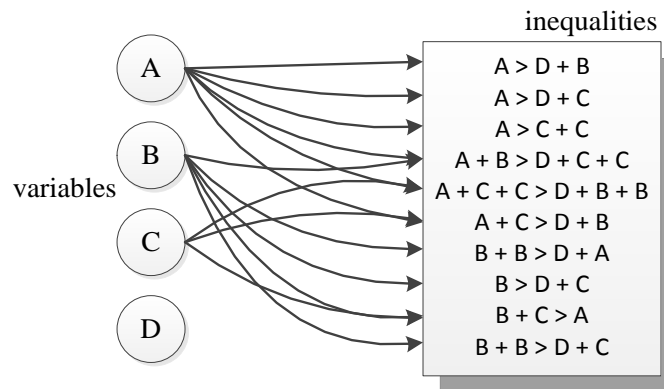 inequalities
variables
A
B
C
D
A > D + B
A > D + C
A > C + C
A + B > D + C + C
A + C + C > D + B + B
A + C > D + B
B + B > D + A
B > D + C
B + C > A
B + B > D + C